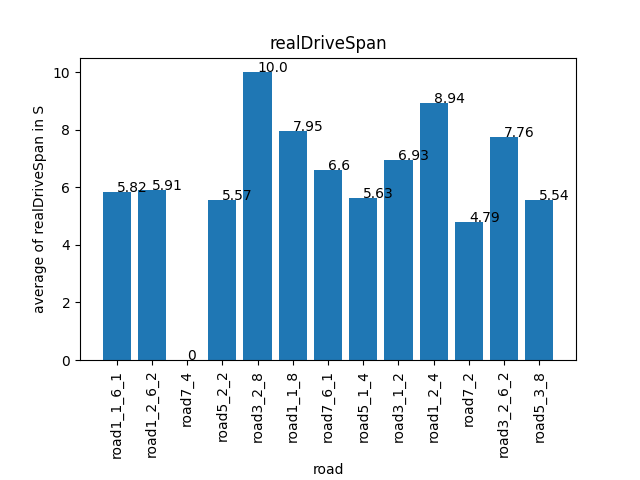 realDriveSpan
average of realDriveSpan in S
10
8
6
4
2
0
5.82
5.91
0
5.57
10.0
7.95
6.6
5.63
6.93
8.94
4.79
7.76
5.54
road1_1_6_1
road1_2_6_2
road7_4
road5_2_2
road3_2_8
road1_1_8
road7_6_1
road5_1_4
road3_1_2
road1_2_4
road7_2
road3_2_6_2
road5_3_8
road